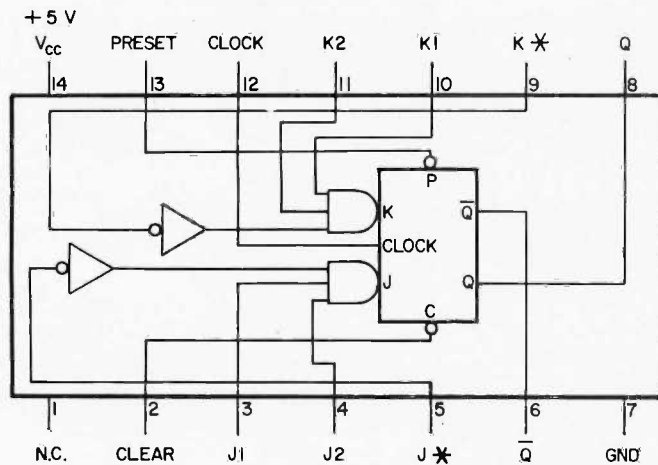 +5 V
Vcc PRESET CLOCK K2 K1 K* Q
14 13 12 11 10 9 8
P
K Q̅
CLOCK
J Q
C
1 2 3 4 5 6 7
N.C. CLEAR J1 J2 J* Q̅ GND